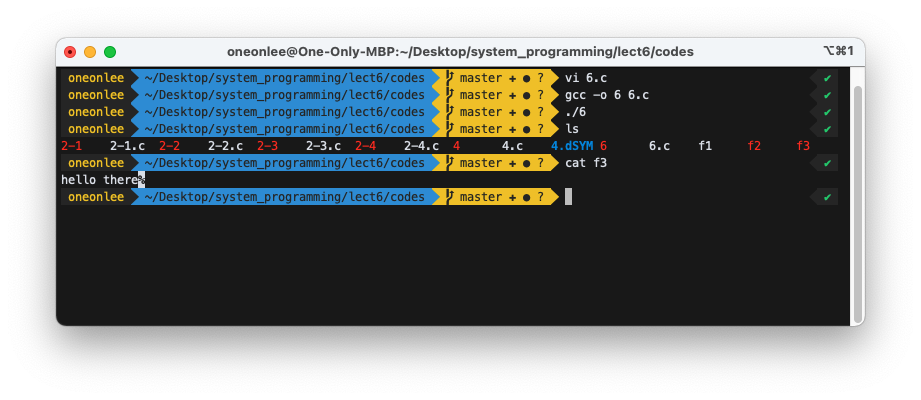 oneonlee@One-Only-MBP:~/Desktop/system_programming/lect6/codes ⌥⌘1
oneonlee ~/Desktop/system_programming/lect6/codes master + ● ? vi 6.c ✔
oneonlee ~/Desktop/system_programming/lect6/codes master + ● ? gcc -o 6 6.c ✔
oneonlee ~/Desktop/system_programming/lect6/codes master + ● ? ./6 ✔
oneonlee ~/Desktop/system_programming/lect6/codes master + ● ? ls ✔
2-1 2-1.c 2-2 2-2.c 2-3 2-3.c 2-4 2-4.c 4 4.c 4.dSYM 6 6.c f1 f2 f3
oneonlee ~/Desktop/system_programming/lect6/codes master + ● ? cat f3 ✔
hello there%
oneonlee ~/Desktop/system_programming/lect6/codes master + ● ? ✔